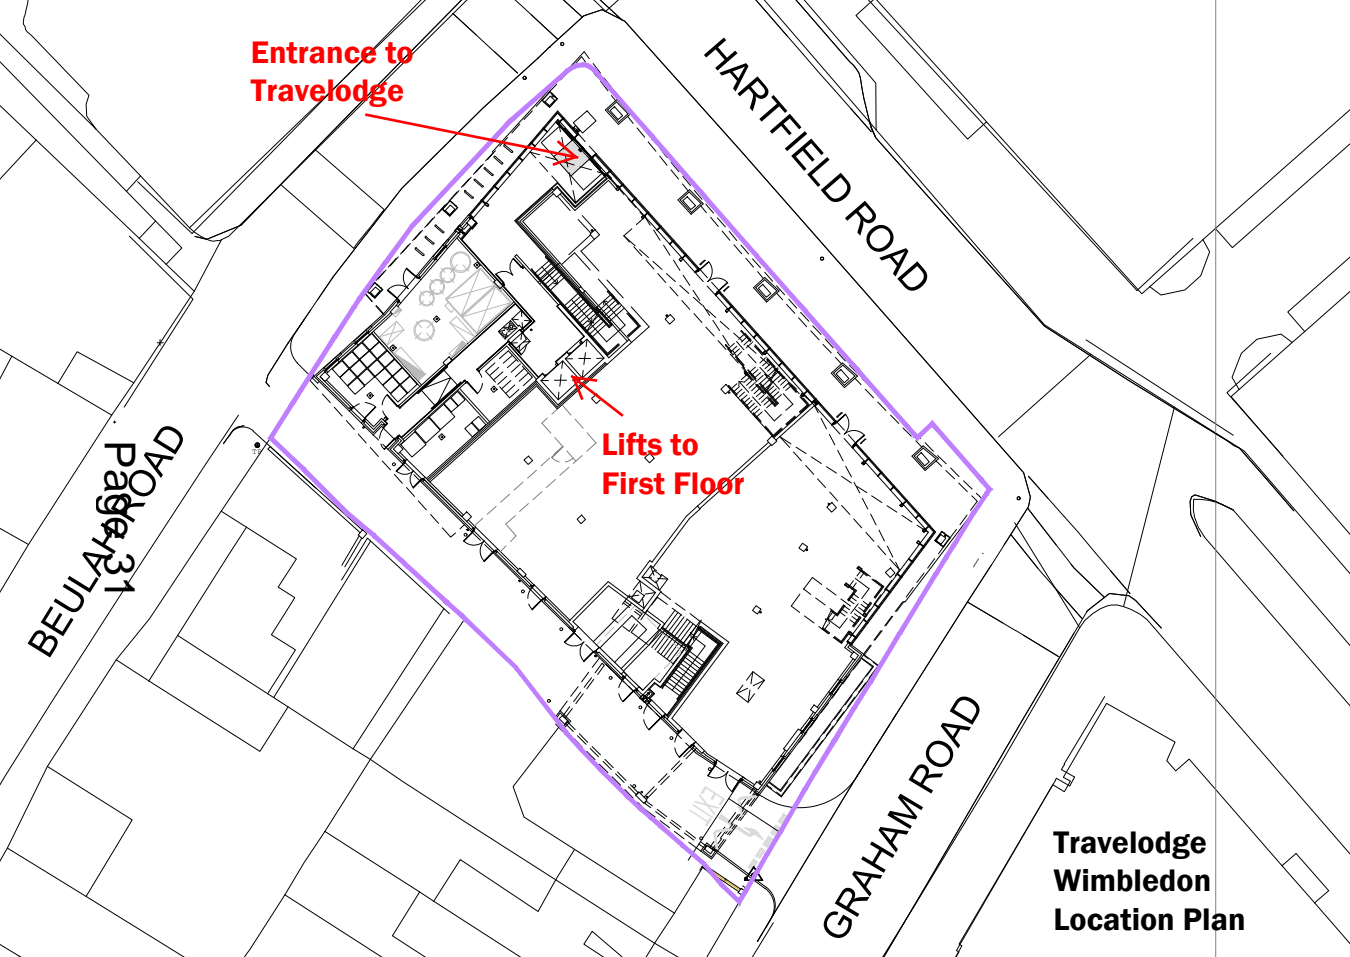 Entrance to
Travelodge
HARTFIELD ROAD
Lifts to
First Floor
BEULAH ROAD
Page 31
EXIT
GRAHAM ROAD
Travelodge
Wimbledon
Location Plan